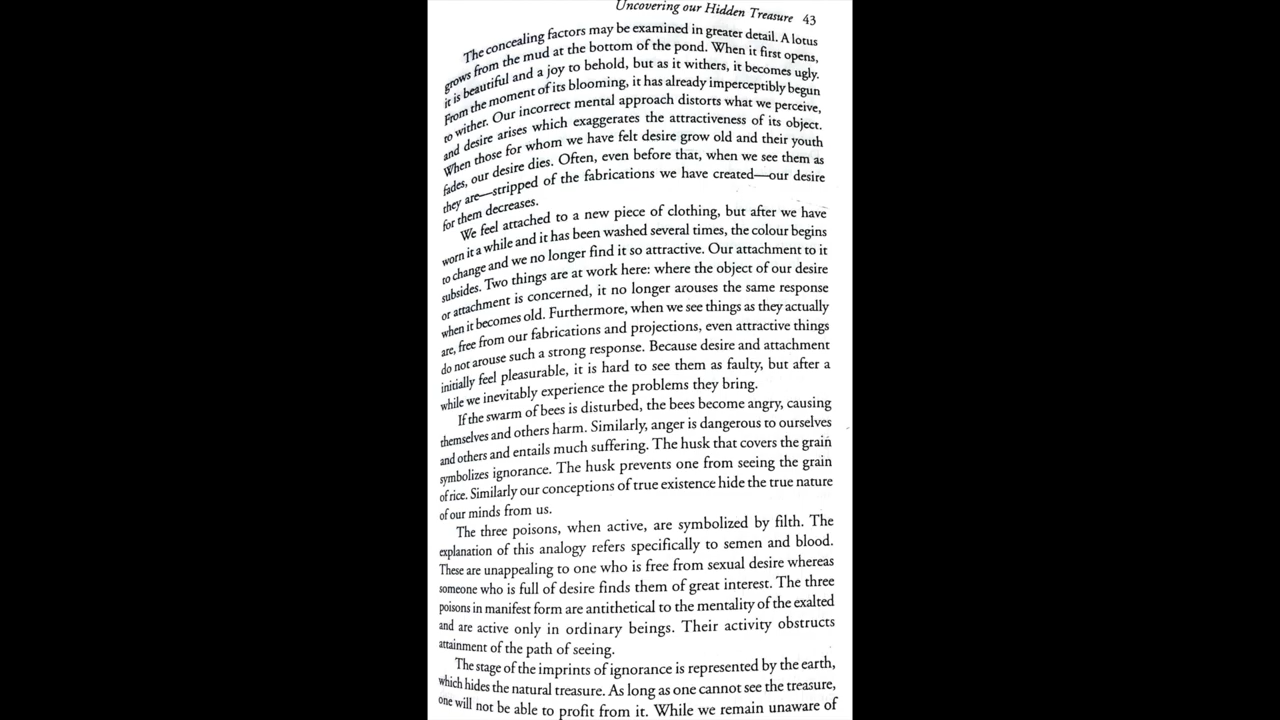 Uncovering our Hidden Treasure 43
The concealing factors may be examined in greater detail. A lotus
grows from the mud at the bottom of the pond. When it first opens,
it is beautiful and a joy to behold, but as it withers, it becomes ugly.
From the moment of its blooming, it has already imperceptibly begun
to wither. Our incorrect mental approach distorts what we perceive,
and desire arises which exaggerates the attractiveness of its object.
When those for whom we have felt desire grow old and their youth
fades, our desire dies. Often, even before that, when we see them as
they are—stripped of the fabrications we have created—our desire
for them decreases.
We feel attached to a new piece of clothing, but after we have
worn it a while and it has been washed several times, the colour begins
to change and we no longer find it so attractive. Our attachment to it
subsides. Two things are at work here: where the object of our desire
or attachment is concerned, it no longer arouses the same response
when it becomes old. Furthermore, when we see things as they actually
are, free from our fabrications and projections, even attractive things
do not arouse such a strong response. Because desire and attachment
initially feel pleasurable, it is hard to see them as faulty, but after a
while we inevitably experience the problems they bring.
If the swarm of bees is disturbed, the bees become angry, causing
themselves and others harm. Similarly, anger is dangerous to ourselves
and others and entails much suffering. The husk that covers the grain
symbolizes ignorance. The husk prevents one from seeing the grain
of rice. Similarly our conceptions of true existence hide the true nature
of our minds from us.
The three poisons, when active, are symbolized by filth. The
explanation of this analogy refers specifically to semen and blood.
These are unappealing to one who is free from sexual desire whereas
someone who is full of desire finds them of great interest. The three
poisons in manifest form are antithetical to the mentality of the exalted
and are active only in ordinary beings. Their activity obstructs
attainment of the path of seeing.
The stage of the imprints of ignorance is represented by the earth,
which hides the natural treasure. As long as one cannot see the treasure,
one will not be able to profit from it. While we remain unaware of